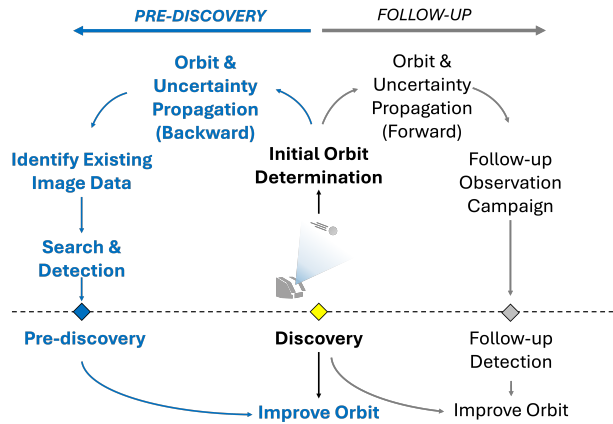 PRE-DISCOVERY
FOLLOW-UP
Orbit &
Uncertainty
Propagation
(Backward)
Orbit &
Uncertainty
Propagation
(Forward)
Identify Existing
Image Data
Initial Orbit
Determination
Follow-up
Observation
Campaign
Search &
Detection
Pre-discovery
Discovery
Follow-up
Detection
Improve Orbit
Improve Orbit